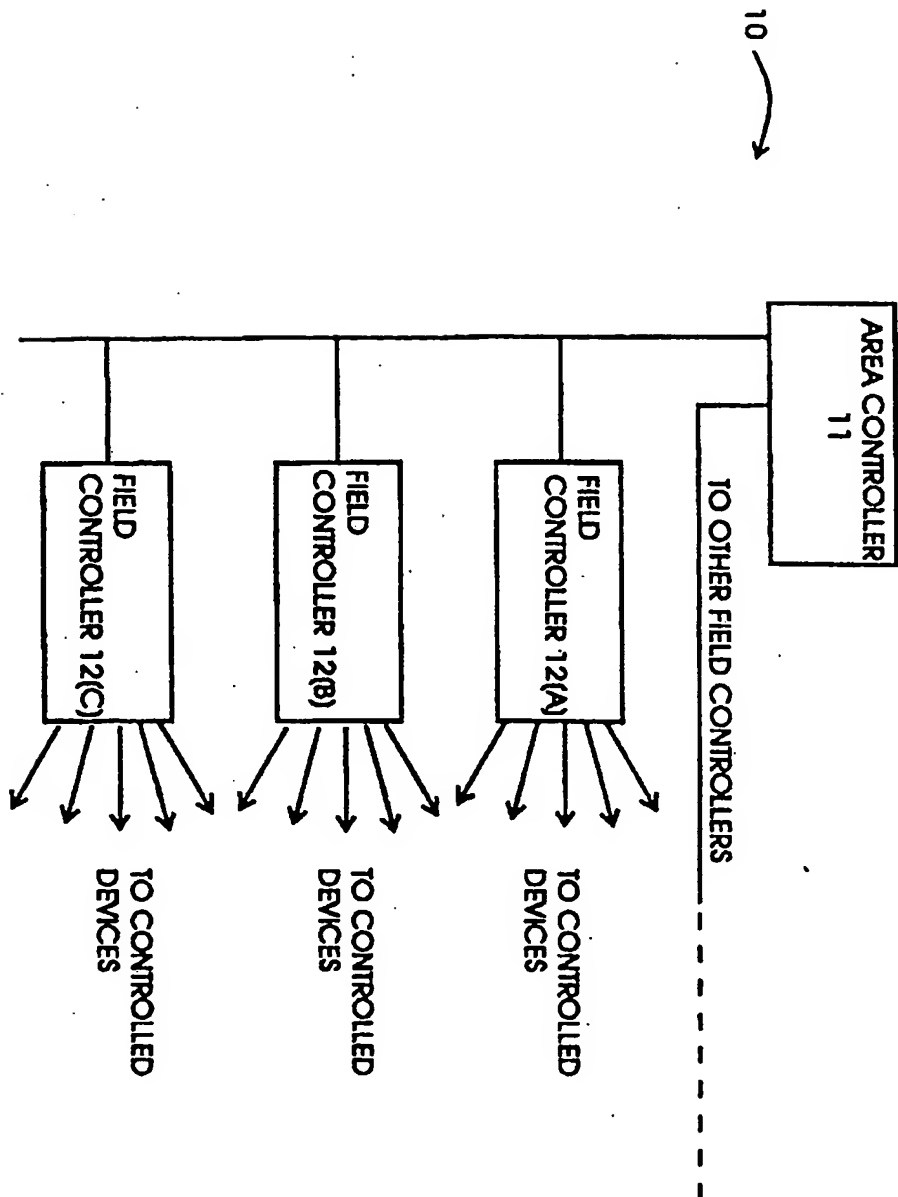 10
AREA CONTROLLER
11
TO OTHER FIELD CONTROLLERS
FIELD
CONTROLLER 12(A)
TO CONTROLLED
DEVICES
FIELD
CONTROLLER 12(B)
TO CONTROLLED
DEVICES
FIELD
CONTROLLER 12(C)
TO CONTROLLED
DEVICES